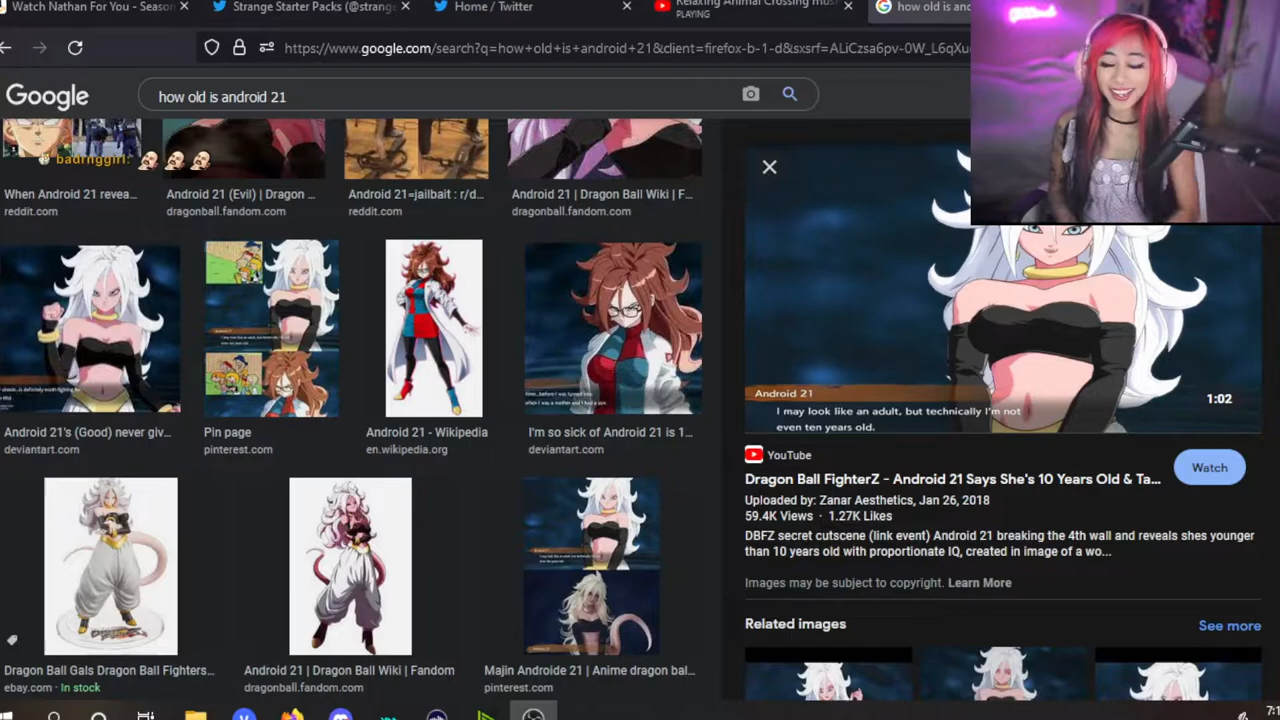 Watch Nathan For You - Season
Strange Starter Packs (@strange
Home / Twitter
Relaxing Animal Crossing mus
PLAYING
how old is and
https://www.google.com/search?q=how+old+is+android+21&client=firefox-b-1-d&sxsrf=ALiCzsa6pv-0W_L6qXu
Google
how old is android 21
badrnggirl:
When Android 21 revea...
reddit.com
Android 21 (Evil) | Dragon ...
dragonball.fandom.com
Android 21=jailbait : r/d...
reddit.com
Android 21 | Dragon Ball Wiki | F...
dragonball.fandom.com
Android 21's (Good) never giv...
deviantart.com
Pin page
pinterest.com
Android 21 - Wikipedia
en.wikipedia.org
I'm so sick of Android 21 is 1...
deviantart.com
Dragon Ball Gals Dragon Ball Fighters...
ebay.com · In stock
Android 21 | Dragon Ball Wiki | Fandom
dragonball.fandom.com
Majin Androide 21 | Anime dragon bal...
pinterest.com
Android 21
I may look like an adult, but technically I'm not
even ten years old.
1:02
YouTube
Watch
Dragon Ball FighterZ - Android 21 Says She's 10 Years Old & Ta...
Uploaded by: Zanar Aesthetics, Jan 26, 2018
59.4K Views · 1.27K Likes
DBFZ secret cutscene (link event) Android 21 breaking the 4th wall and reveals shes younger
than 10 years old with proportionate IQ, created in image of a wo...
Images may be subject to copyright. Learn More
Related images
See more
7:1